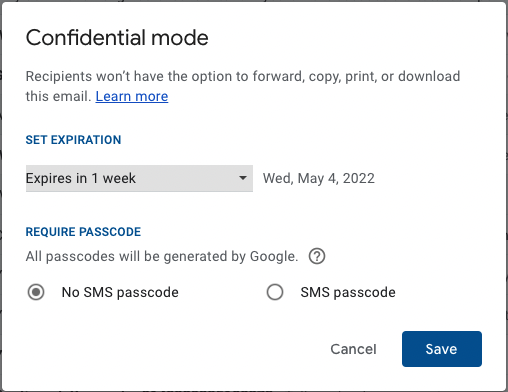 Confidential mode
Recipients won't have the option to forward, copy, print, or download
this email. Learn more
SET EXPIRATION
Expires in 1 week Wed, May 4, 2022
REQUIRE PASSCODE
All passcodes will be generated by Google. ?
No SMS passcode SMS passcode
Cancel Save